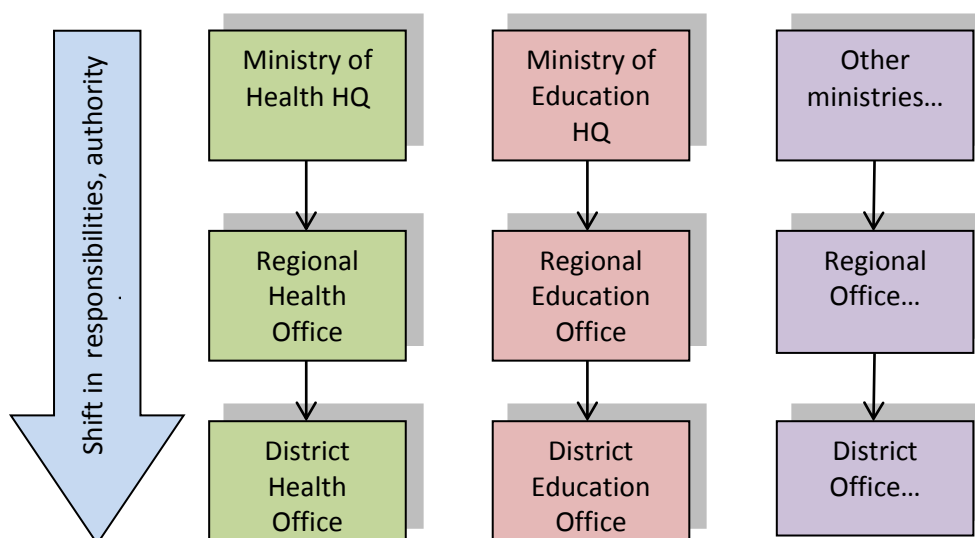 Shift in responsibilities, authority
Ministry of
Health HQ
Ministry of
Education
HQ
Other
ministries…
Regional
Health
Office
Regional
Education
Office
Regional
Office…
District
Health
Office
District
Education
Office
District
Office…